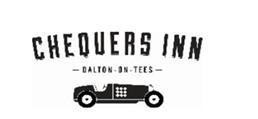 CHEQUERS INN
— DALTON-ON-TEES —